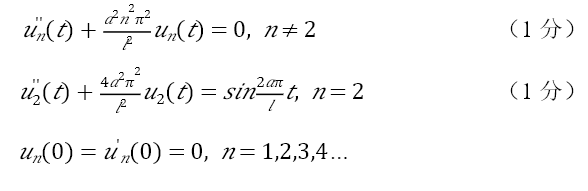 u''ₙ(t) + a²n²π²/l² uₙ(t) = 0, n ≠ 2 （1 分）
u''₂(t) + 4a²π²/l² u₂(t) = sin 2aπ/l t, n = 2 （1 分）
uₙ(0) = u'ₙ(0) = 0, n = 1,2,3,4…